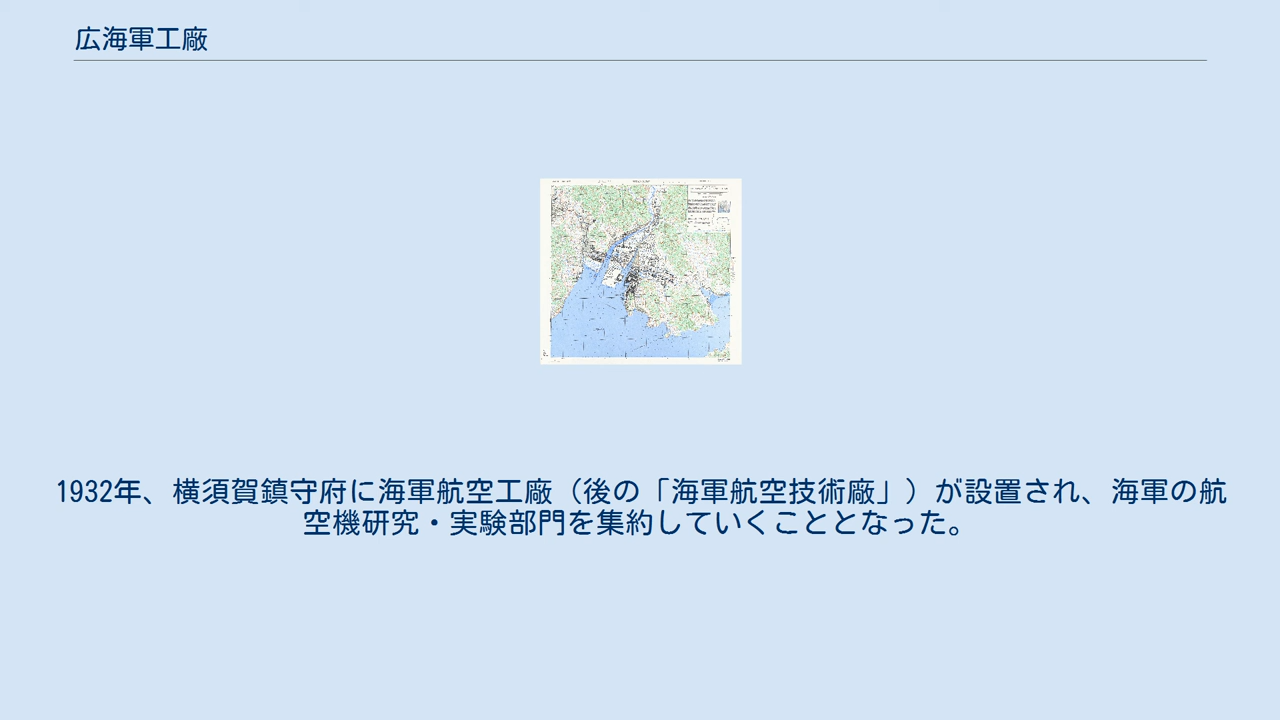 広海軍工廠
1932年、横須賀鎮守府に海軍航空工廠（後の「海軍航空技術廠」）が設置され、海軍の航
空機研究・実験部門を集約していくこととなった。